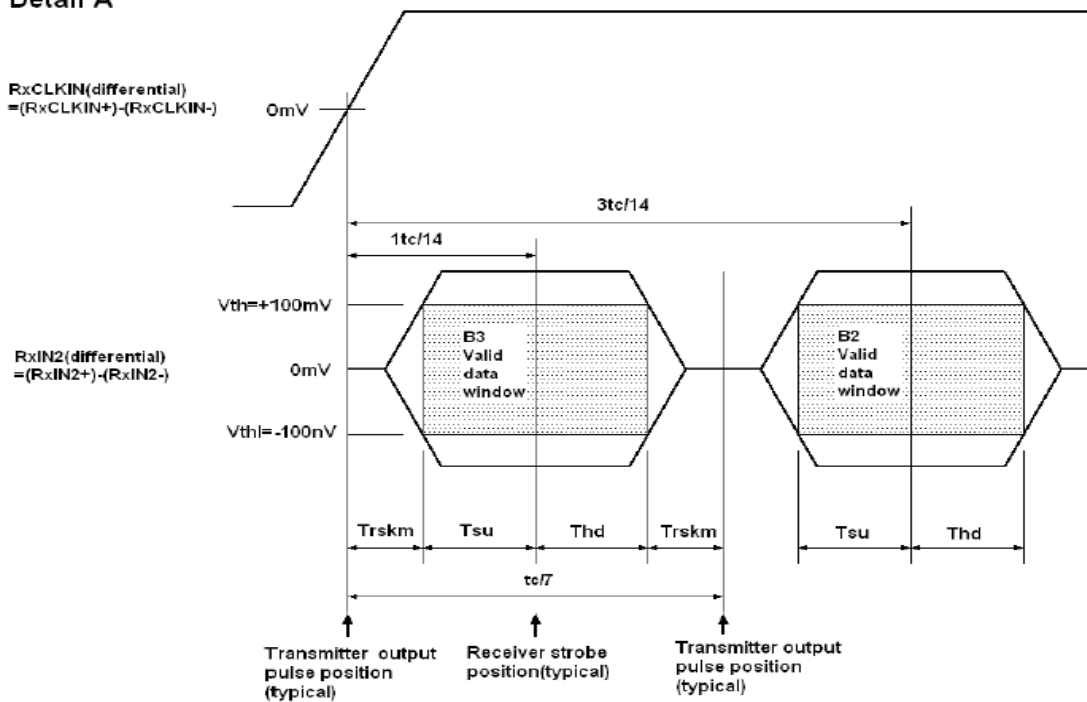 Detail A
RxCLKIN(differential)
=(RxCLKIN+)-(RxCLKIN-)
0mV
3tc/14
1tc/14
Vth=+100mV
B3
Valid
data
window
B2
Valid
data
window
RxIN2(differential)
=(RxIN2+)-(RxIN2-)
0mV
Vthl=-100nV
Trskm
Tsu
Thd
Trskm
Tsu
Thd
tc/7
Transmitter output
pulse position
(typical)
Receiver strobe
position(typical)
Transmitter output
pulse position
(typical)